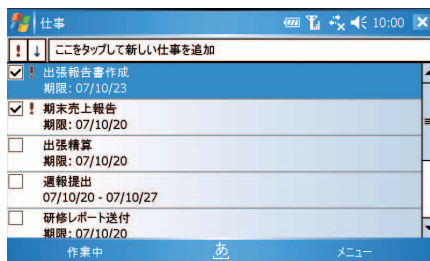 仕事 10:00
! ↓ ここをタップして新しい仕事を追加
! 出張報告書作成
期限: 07/10/23
! 期末売上報告
期限: 07/10/20
出張精算
期限: 07/10/20
週報提出
07/10/20 - 07/10/27
研修レポート送付
期限: 07/10/20
作業中 あ メニュー